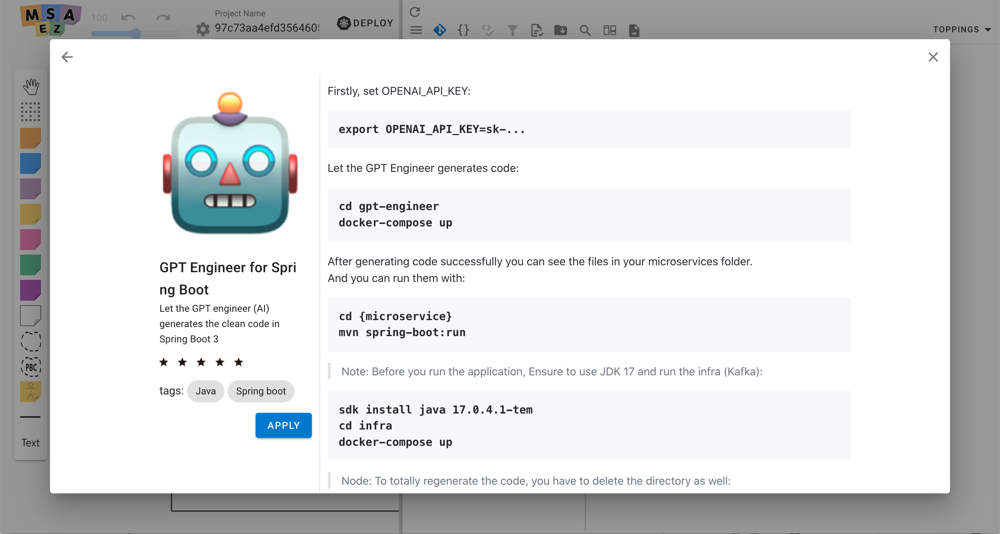 MSA
EZ
100
Project Name
DEPLOY
TOPPINGS
Firstly, set OPENAI_API_KEY:
export OPENAI_API_KEY=sk-...
Let the GPT Engineer generates code:
cd gpt-engineer
docker-compose up
After generating code successfully you can see the files in your microservices folder.
And you can run them with:
cd {microservice}
mvn spring-boot:run
Note: Before you run the application, Ensure to use JDK 17 and run the infra (Kafka):
sdk install java 17.0.4.1-tem
cd infra
docker-compose up
Node: To totally regenerate the code, you have to delete the directory as well:
GPT Engineer for Spri
ng Boot
Let the GPT engineer (AI)
generates the clean code in
Spring Boot 3
tags: Java Spring boot
APPLY
PBC
Text